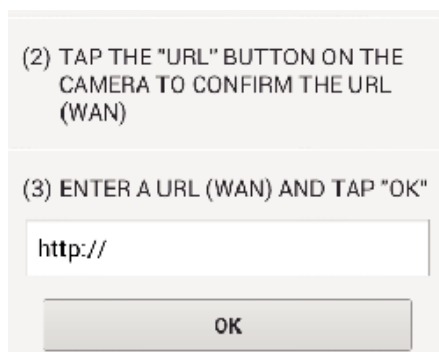 (2) TAP THE "URL" BUTTON ON THE
CAMERA TO CONFIRM THE URL
(WAN)
(3) ENTER A URL (WAN) AND TAP "OK"
http://
OK